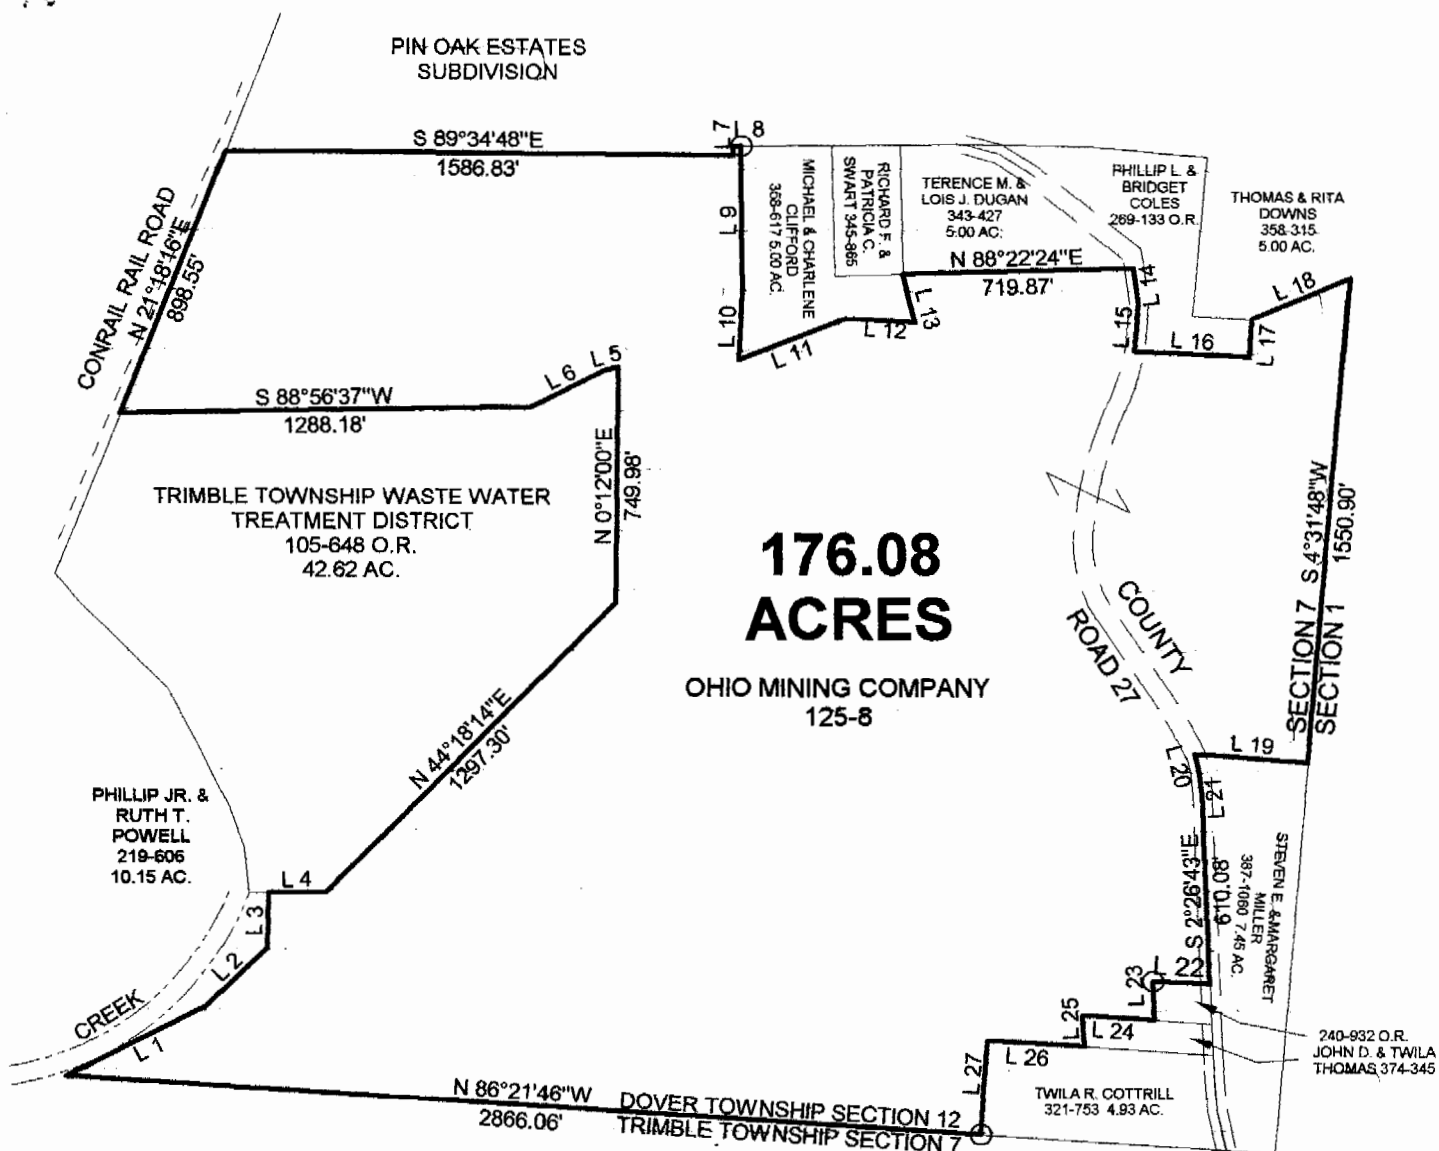 PIN OAK ESTATES
SUBDIVISION
S 89°34'48"E
1586.83'
L 7
L 8
CONRAIL RAIL ROAD
N 21°18'16"E
898.55'
L 9
L 10
MICHAEL & CHARLENE
CLIFFORD
358-617 5.00 AC.
RICHARD F. &
PATRICIA C.
SWART 345-865
TERENCE M. &
LOIS J. DUGAN
343-427
5.00 AC.
PHILLIP L. &
BRIDGET
COLES
269-133 O.R.
THOMAS & RITA
DOWNS
358-315
5.00 AC.
N 88°22'24"E
719.87'
L 11
L 12
L 13
L 14
L 15
L 16
L 17
L 18
S 88°56'37"W
1288.18'
L 6
L 5
N 0°12'00"E
749.98'
TRIMBLE TOWNSHIP WASTE WATER
TREATMENT DISTRICT
105-648 O.R.
42.62 AC.
176.08
ACRES
OHIO MINING COMPANY
125-8
COUNTY
ROAD 27
S 4°31'48"W
1550.90'
SECTION 7
SECTION 1
N 44°18'14"E
1297.30'
L 19
L 20
L 21
PHILLIP JR. &
RUTH T.
POWELL
219-606
10.15 AC.
L 4
L 3
L 2
L 1
CREEK
S 2°26'43"E
610.08'
STEVEN E. & MARGARET
MILLER
387-1060 7.45 AC.
L 22
L 23
L 24
L 25
L 26
L 27
240-932 O.R.
JOHN D. & TWILA
THOMAS 374-345
TWILA R. COTTRILL
321-753 4.93 AC.
N 86°21'46"W
2866.06'
DOVER TOWNSHIP SECTION 12
TRIMBLE TOWNSHIP SECTION 7